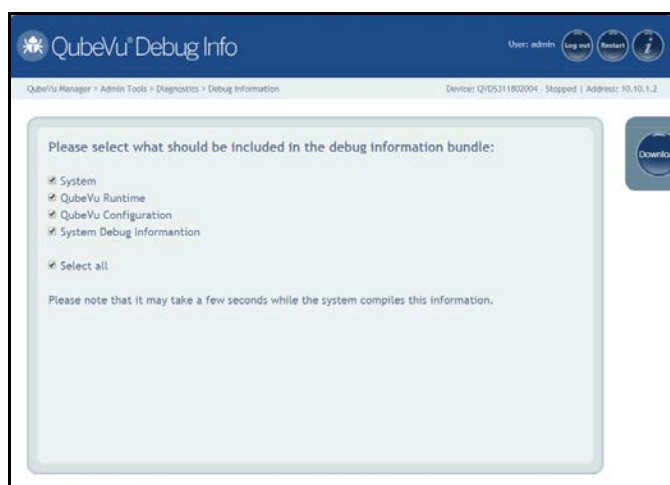 QubeVu® Debug Info
User: admin
Log out
Restart
i
QubeVu Manager > Admin Tools > Diagnostics > Debug Information
Device: QVDS311802004 - Stopped | Address: 10.10.1.2
Please select what should be included in the debug information bundle:
System
QubeVu Runtime
QubeVu Configuration
System Debug Informantion
Select all
Please note that it may take a few seconds while the system compiles this information.
Downlo